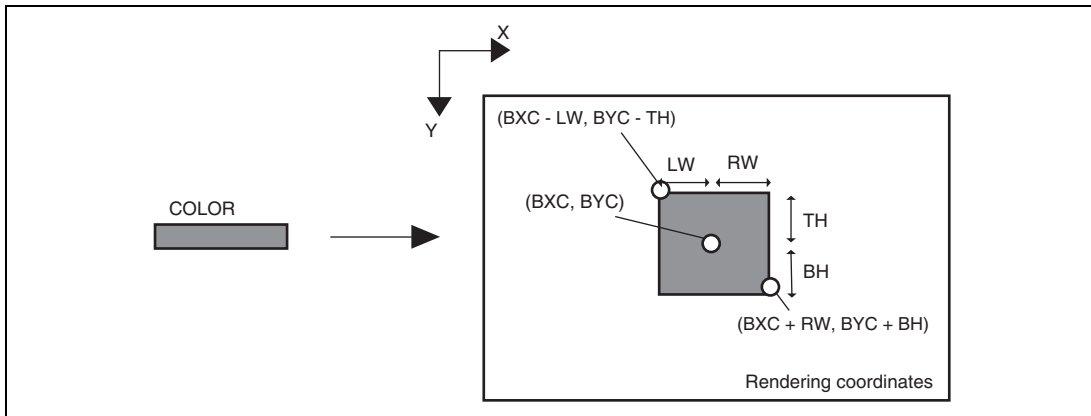 X
Y
(BXC - LW, BYC - TH)
LW
RW
COLOR
(BXC, BYC)
TH
BH
(BXC + RW, BYC + BH)
Rendering coordinates